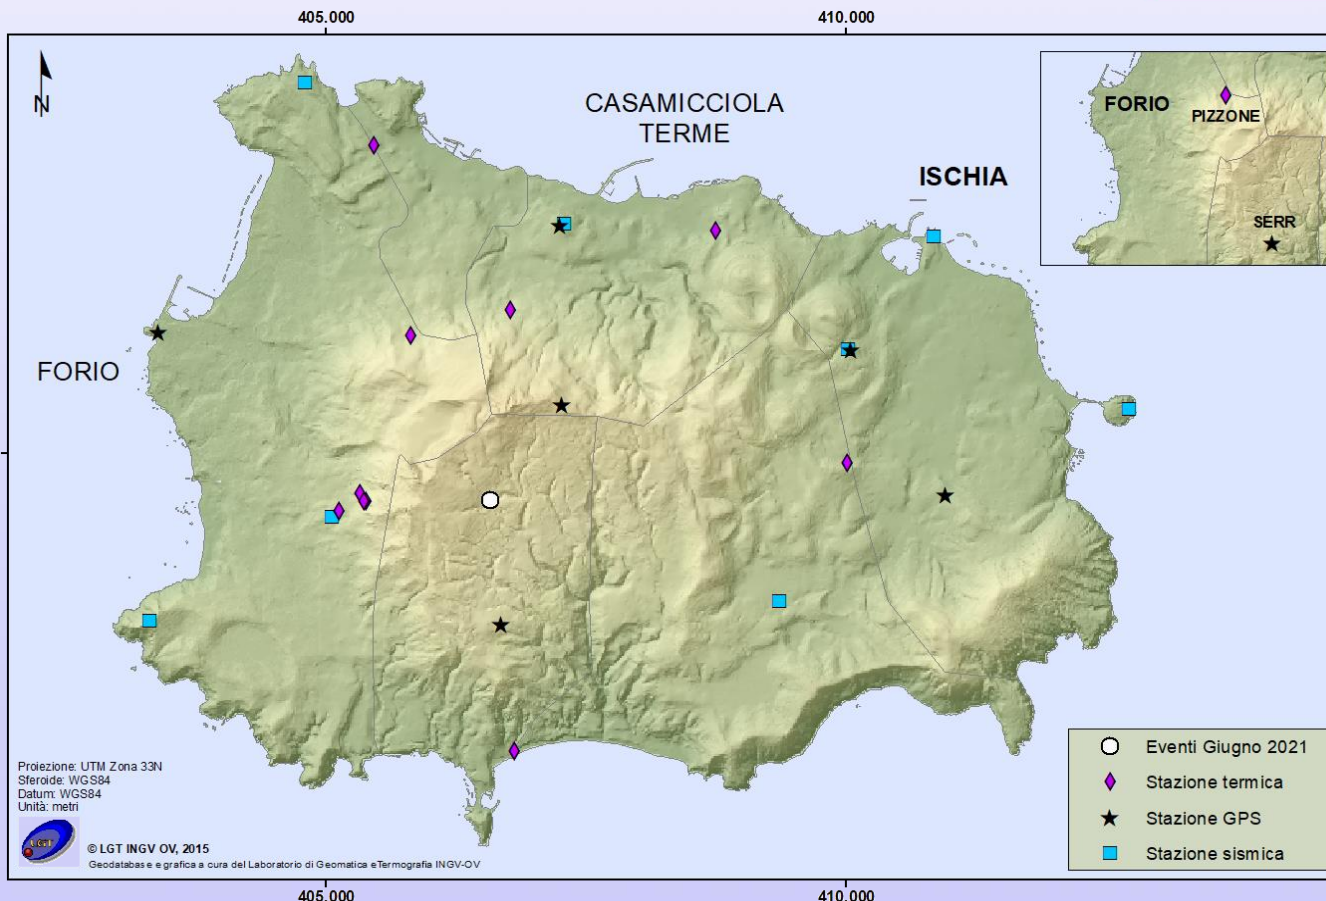 405.000
410.000
N
CASAMICCIOLA
TERME
ISCHIA
FORIO
PIZZONE
SERR
FORIO
Proiezione: UTM Zona 33N
Sferoide: WGS84
Datum: WGS84
Unità: metri
LGT
© LGT INGV OV, 2015
Geodatabase e grafica a cura del Laboratorio di Geomatica e Termografia INGV-OV
Eventi Giugno 2021
Stazione termica
Stazione GPS
Stazione sismica
405.000
410.000